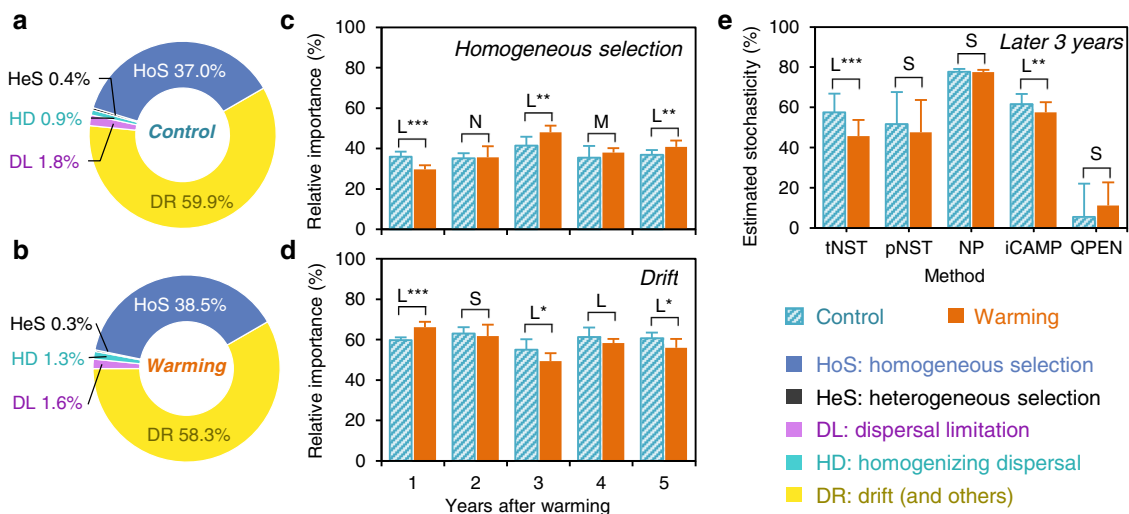 a
HoS 37.0%
HeS 0.4%
HD 0.9%
DL 1.8%
Control
DR 59.9%
b
HoS 38.5%
HeS 0.3%
HD 1.3%
DL 1.6%
Warming
DR 58.3%
c
Relative importance (%)
100
80
60
40
20
0
Homogeneous selection
L***
N
L**
M
L**
d
Relative importance (%)
100
80
60
40
20
0
Drift
L***
S
L*
L
L*
1 2 3 4 5
Years after warming
e
Estimated stochasticity (%)
100
80
60
40
20
0
Later 3 years
L***
S
S
L**
S
tNST pNST NP iCAMP QPEN
Method
Control Warming
HoS: homogeneous selection
HeS: heterogeneous selection
DL: dispersal limitation
HD: homogenizing dispersal
DR: drift (and others)